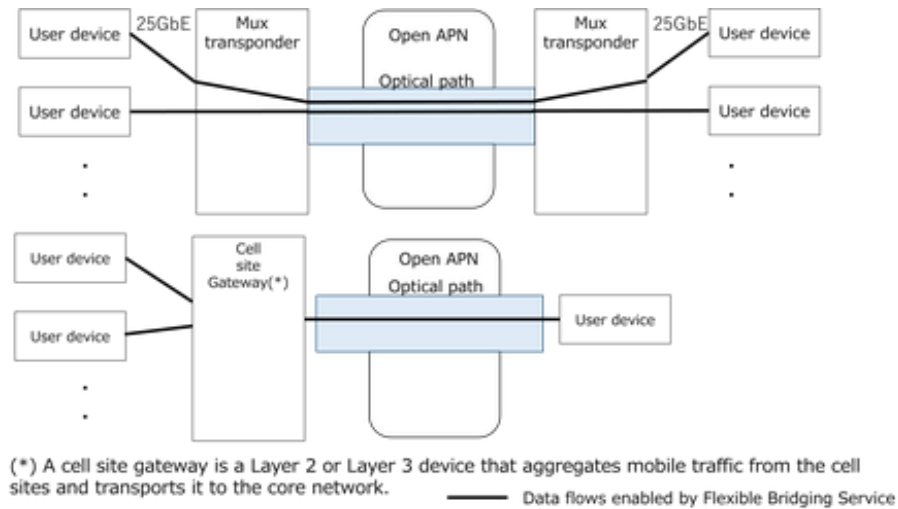 User device
25GbE
Mux
transponder
Open APN
Optical path
Mux
transponder
25GbE
User device
User device
User device
User device
Cell
site
Gateway(*)
Open APN
Optical path
User device
User device
(*) A cell site gateway is a Layer 2 or Layer 3 device that aggregates mobile traffic from the cell
sites and transports it to the core network.
Data flows enabled by Flexible Bridging Service